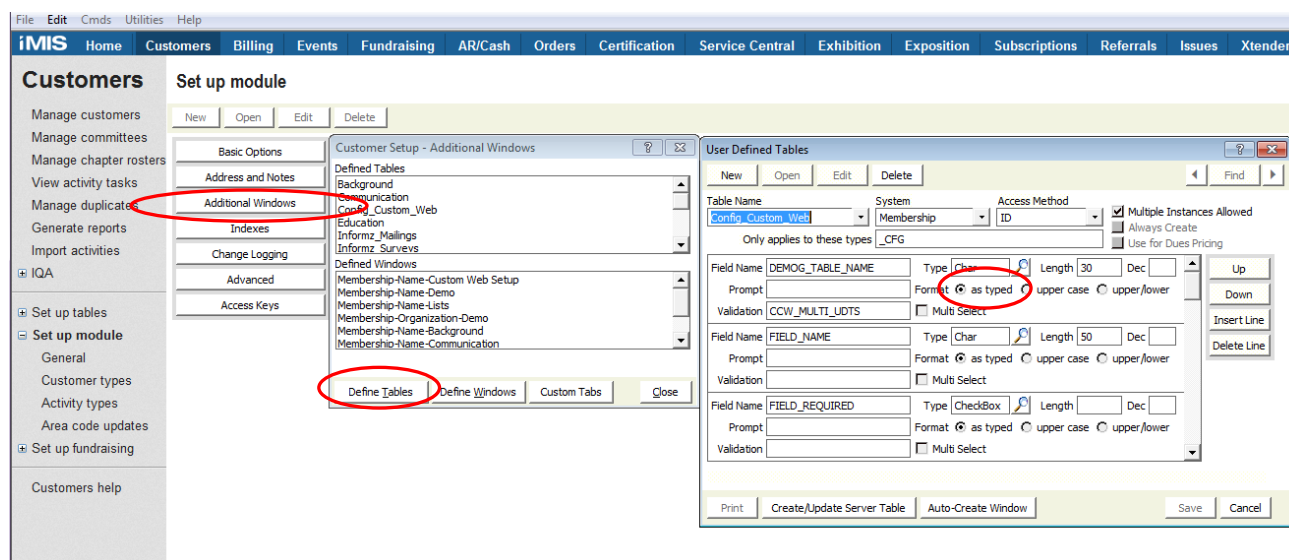 File Edit Cmds Utilities Help
iMIS Home Customers Billing Events Fundraising AR/Cash Orders Certification Service Central Exhibition Exposition Subscriptions Referrals Issues Xtender
Customers
Set up module
Manage customers
Manage committees
Manage chapter rosters
View activity tasks
Manage duplicates
Generate reports
Import activities
IQA
Set up tables
Set up module
General
Customer types
Activity types
Area code updates
Set up fundraising
Customers help
New Open Edit Delete
Basic Options
Address and Notes
Additional Windows
Indexes
Change Logging
Advanced
Access Keys
Customer Setup - Additional Windows
Defined Tables
Background
Communication
Config_Custom_Web
Education
Informz_Mailings
Informz_Surveys
Defined Windows
Membership-Name-Custom Web Setup
Membership-Name-Demo
Membership-Name-Lists
Membership-Organization-Demo
Membership-Name-Background
Membership-Name-Communication
Define Tables Define Windows Custom Tabs Close
User Defined Tables
New Open Edit Delete Find
Table Name System Access Method
Config_Custom_Web Membership ID Multiple Instances Allowed
Always Create
Only applies to these types _CFG Use for Dues Pricing
Field Name DEMOG_TABLE_NAME Type Char Length 30 Dec
Prompt Format as typed upper case upper/lower
Validation CCW_MULTI_UDTS Multi Select
Field Name FIELD_NAME Type Char Length 50 Dec
Prompt Format as typed upper case upper/lower
Validation Multi Select
Field Name FIELD_REQUIRED Type CheckBox Length Dec
Prompt Format as typed upper case upper/lower
Validation Multi Select
Up
Down
Insert Line
Delete Line
Print Create/Update Server Table Auto-Create Window Save Cancel